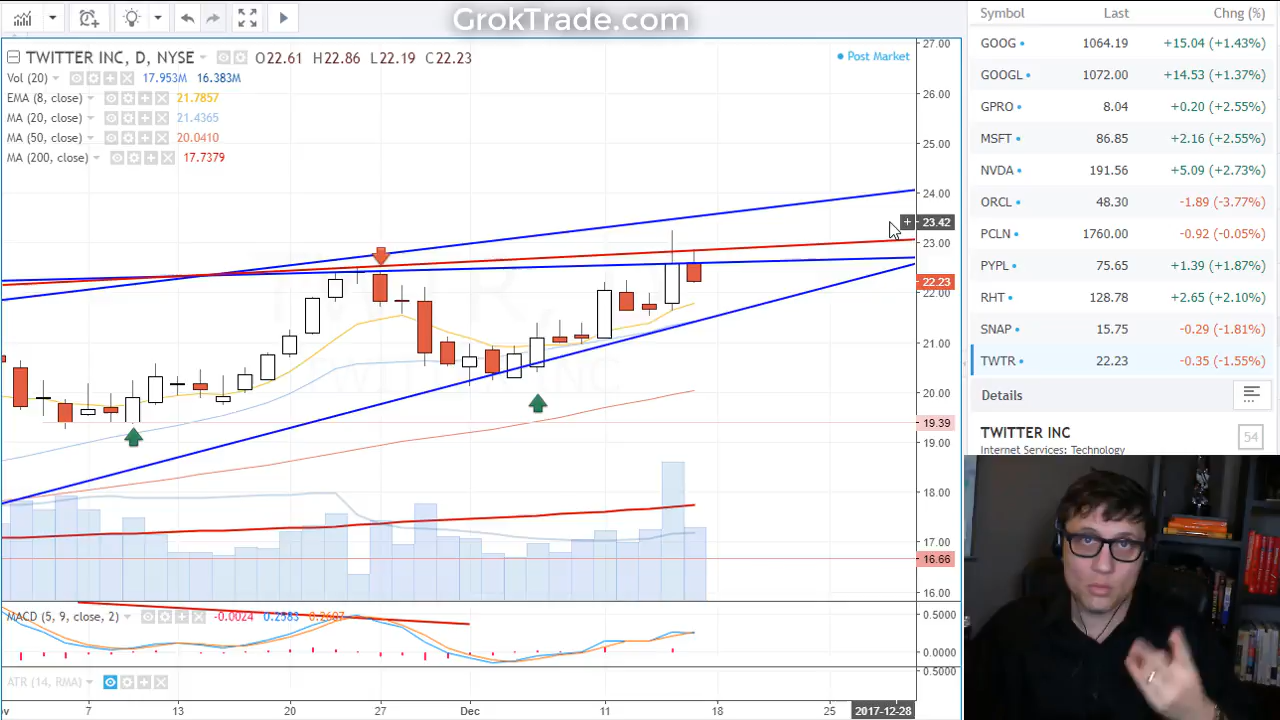 GrokTrade.com
TWITTER INC, D, NYSE O22.61 H22.86 L22.19 C22.23
Post Market
Vol (20) 17.953M 16.383M
EMA (8, close) 21.7857
MA (20, close) 21.4365
MA (50, close) 20.0410
MA (200, close) 17.7379
27.00
26.00
25.00
24.00
23.42
23.00
22.23
22.00
21.00
20.00
19.39
19.00
18.00
17.00
16.66
16.00
MACD (5, 9, close, 2) -0.0024 0.2583 0.2607
0.5000
0.0000
0.5000
ATR (14, RMA)
ov 7 13 20 27 Dec 11 18 25 2017-12-28
Symbol Last Chng (%)
GOOG 1064.19 +15.04 (+1.43%)
GOOGL 1072.00 +14.53 (+1.37%)
GPRO 8.04 +0.20 (+2.55%)
MSFT 86.85 +2.16 (+2.55%)
NVDA 191.56 +5.09 (+2.73%)
ORCL 48.30 -1.89 (-3.77%)
PCLN 1760.00 -0.92 (-0.05%)
PYPL 75.65 +1.39 (+1.87%)
RHT 128.78 +2.65 (+2.10%)
SNAP 15.75 -0.29 (-1.81%)
TWTR 22.23 -0.35 (-1.55%)
Details
TWITTER INC 54
Internet Services: Technology